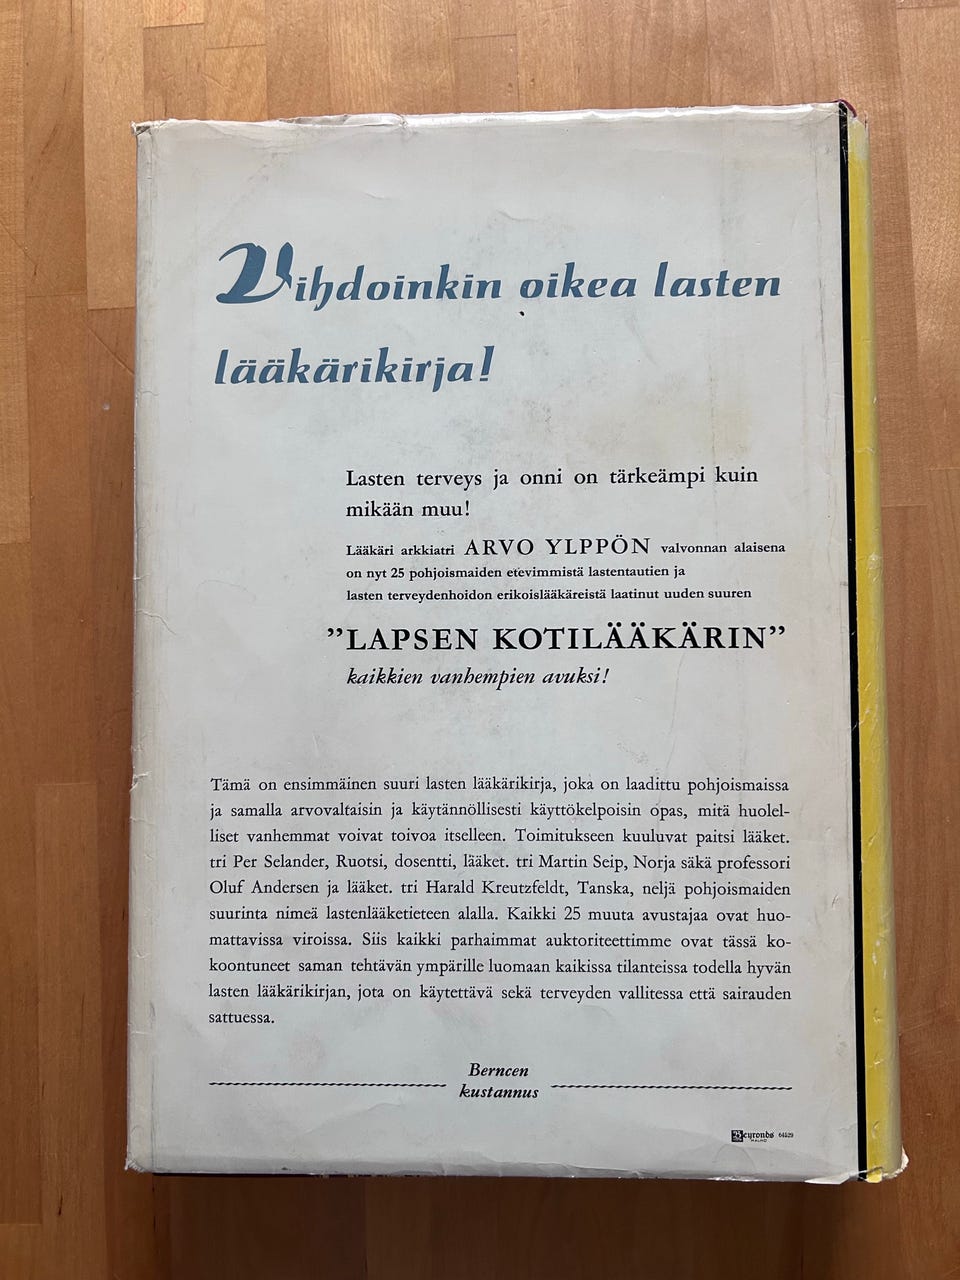 Vihdoinkin oikea lasten
lääkärikirja!
Lasten terveys ja onni on tärkeämpi kuin
mikään muu!
Lääkäri arkkiatri ARVO YLPPÖN valvonnan alaisena
on nyt 25 pohjoismaiden etevimmistä lastentautien ja
lasten terveydenhoidon erikoislääkäreistä laatinut uuden suuren
”LAPSEN KOTILÄÄKÄRIN”
kaikkien vanhempien avuksi!
Tämä on ensimmäinen suuri lasten lääkärikirja, joka on laadittu pohjoismaissa
ja samalla arvovaltaisin ja käytännöllisesti käyttökelpoisin opas, mitä huolel-
liset vanhemmat voivat toivoa itselleen. Toimitukseen kuuluvat paitsi lääket.
tri Per Selander, Ruotsi, dosentti, lääket. tri Martin Seip, Norja säkä professori
Oluf Andersen ja lääket. tri Harald Kreutzfeldt, Tanska, neljä pohjoismaiden
suurinta nimeä lastenlääketieteen alalla. Kaikki 25 muuta avustajaa ovat huo-
mattavissa viroissa. Siis kaikki parhaimmat auktoriteettimme ovat tässä ko-
koontuneet saman tehtävän ympärille luomaan kaikissa tilanteissa todella hyvän
lasten lääkärikirjan, jota on käytettävä sekä terveyden vallitessa että sairauden
sattuessa.
Berncen
kustannus
Beyronds 64529
MALMÖ